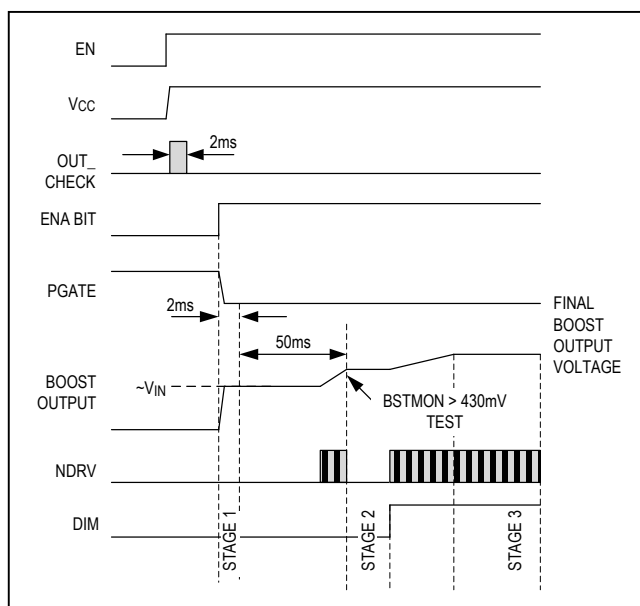 EN
VCC
2ms
OUT_
CHECK
ENA BIT
PGATE
2ms
50ms
FINAL
BOOST
OUTPUT
VOLTAGE
BOOST
OUTPUT
~VIN
BSTMON > 430mV
TEST
NDRV
DIM
STAGE 1
STAGE 2
STAGE 3